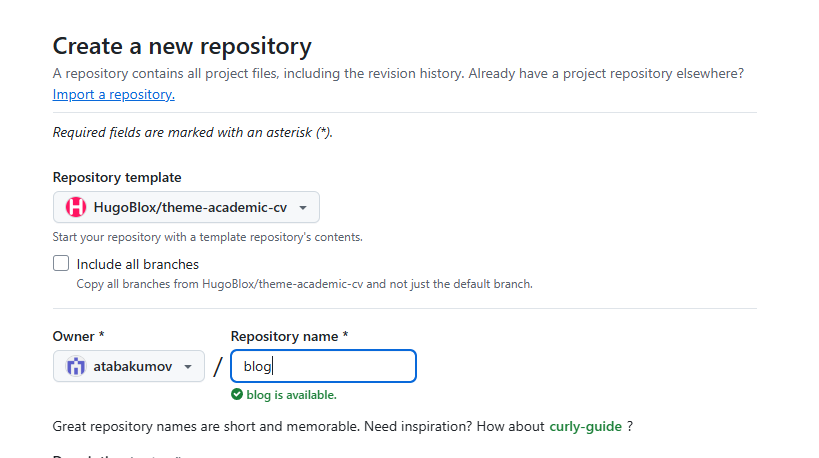 Create a new repository
A repository contains all project files, including the revision history. Already have a project repository elsewhere?
Import a repository.
Required fields are marked with an asterisk (*).
Repository template
HugoBlox/theme-academic-cv
Start your repository with a template repository's contents.
Include all branches
Copy all branches from HugoBlox/theme-academic-cv and not just the default branch.
Owner * Repository name *
atabakumov / blog
blog is available.
Great repository names are short and memorable. Need inspiration? How about curly-guide ?